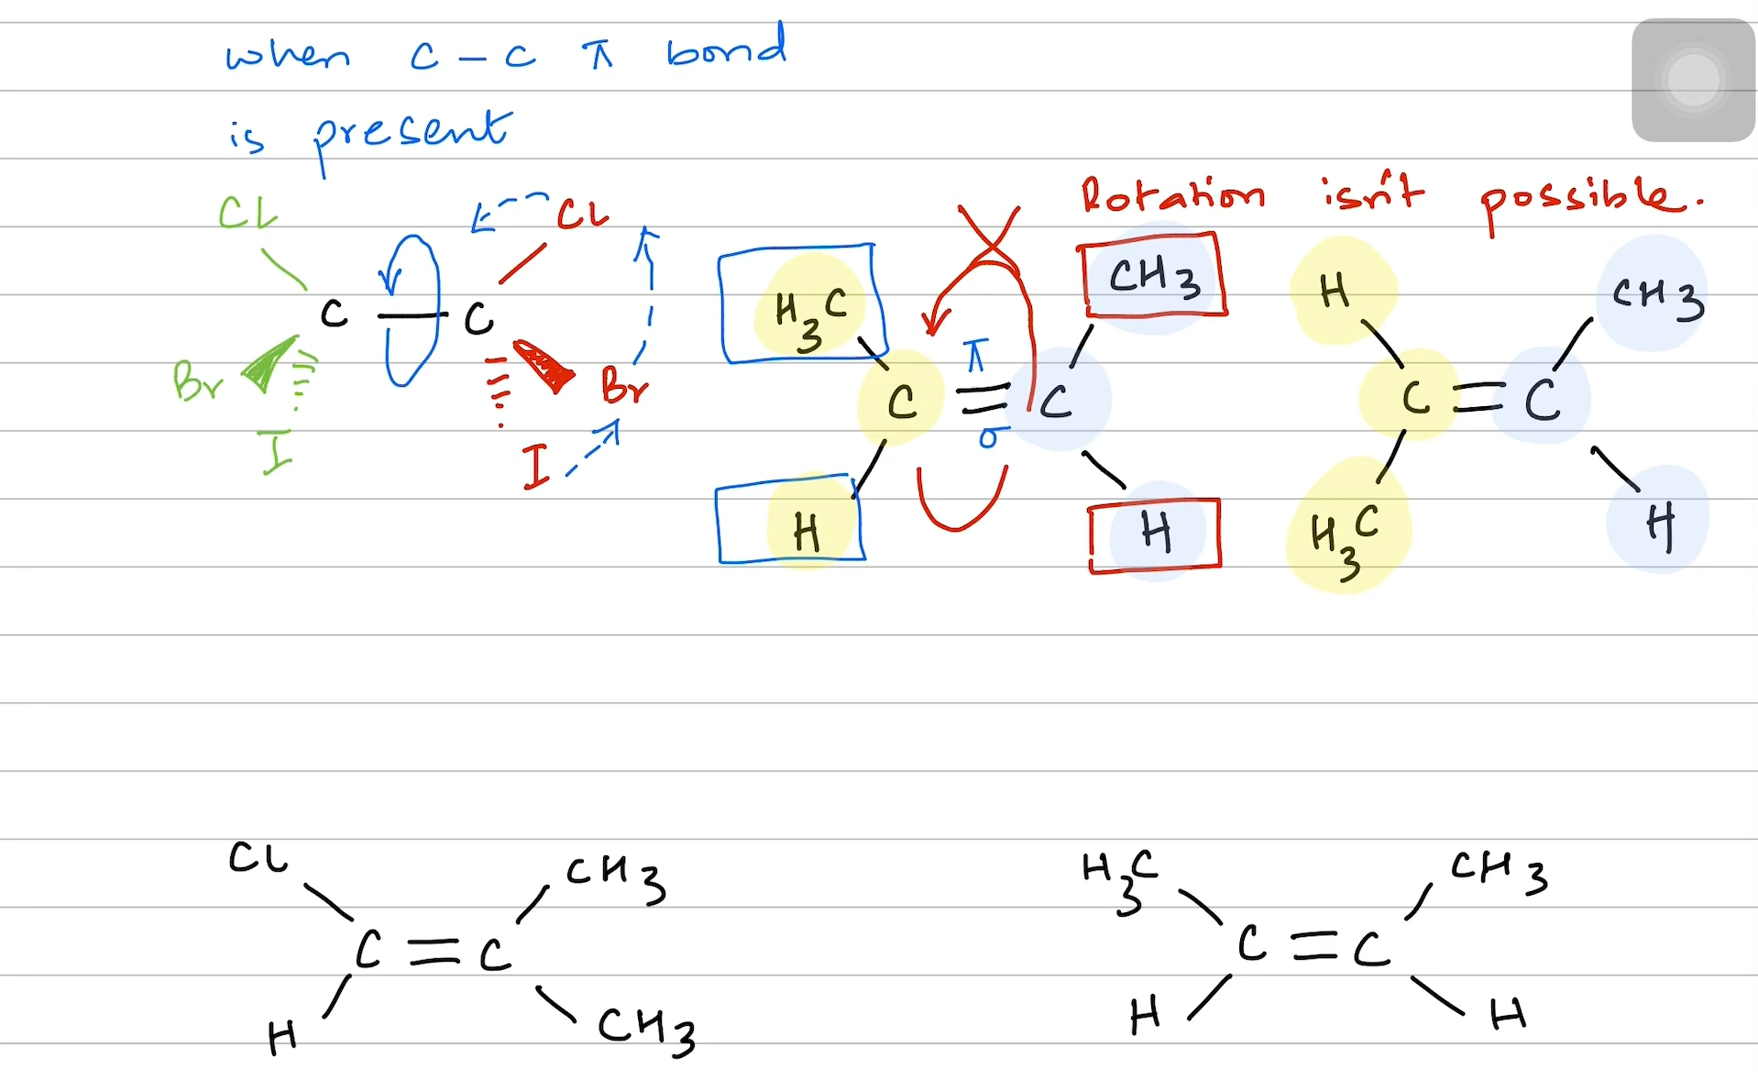 when C - C π bond
is present
Rotation isn't possible.
Cl Cl
C C
Br I Br I
H3C CH3
π
C C
σ
H H
H CH3
C = C
H3C H
Cl CH3
C = C
H CH3
H3C CH3
C = C
H H